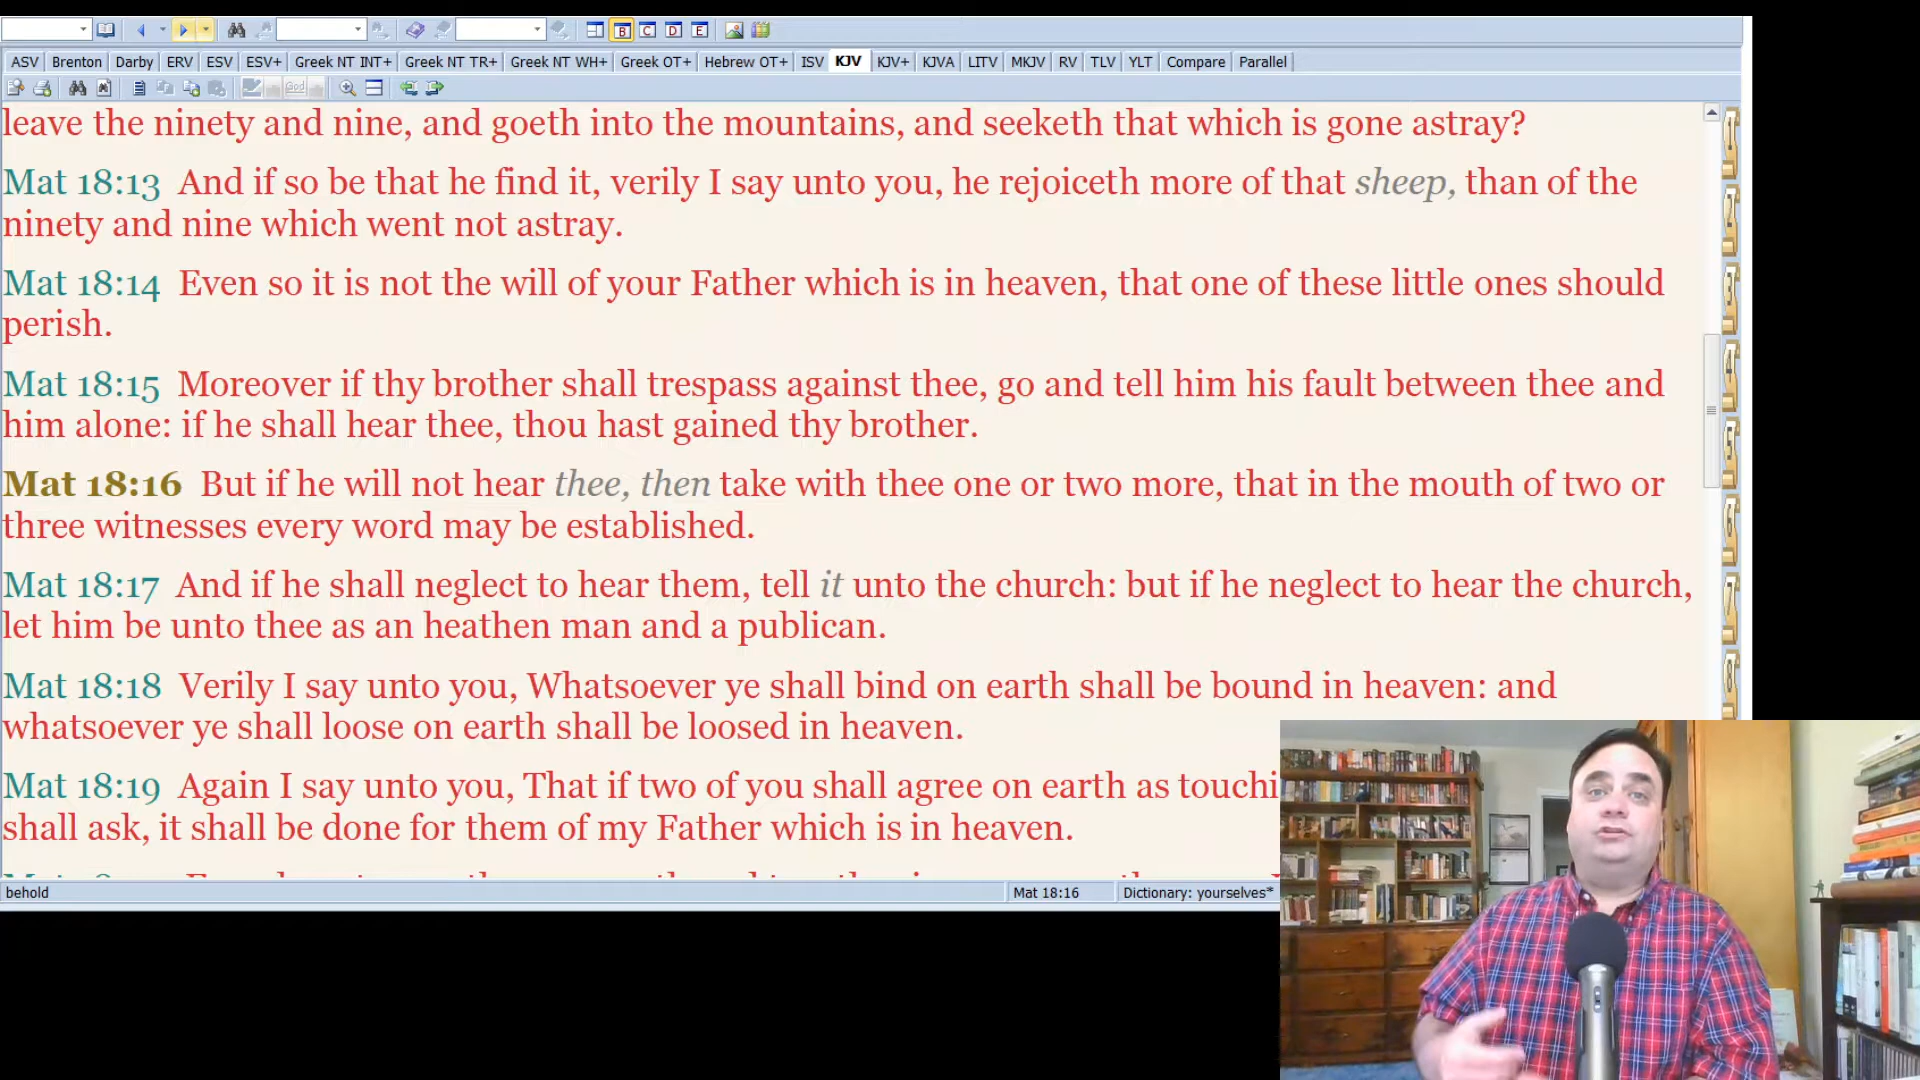 B C D E
ASV Brenton Darby ERV ESV ESV+ Greek NT INT+ Greek NT TR+ Greek NT WH+ Greek OT+ Hebrew OT+ ISV KJV KJV+ KJVA LITV MKJV RV TLV YLT Compare Parallel
God
leave the ninety and nine, and goeth into the mountains, and seeketh that which is gone astray?
Mat 18:13 And if so be that he find it, verily I say unto you, he rejoiceth more of that sheep, than of the
ninety and nine which went not astray.
Mat 18:14 Even so it is not the will of your Father which is in heaven, that one of these little ones should
perish.
Mat 18:15 Moreover if thy brother shall trespass against thee, go and tell him his fault between thee and
him alone: if he shall hear thee, thou hast gained thy brother.
Mat 18:16 But if he will not hear thee, then take with thee one or two more, that in the mouth of two or
three witnesses every word may be established.
Mat 18:17 And if he shall neglect to hear them, tell it unto the church: but if he neglect to hear the church,
let him be unto thee as an heathen man and a publican.
Mat 18:18 Verily I say unto you, Whatsoever ye shall bind on earth shall be bound in heaven: and
whatsoever ye shall loose on earth shall be loosed in heaven.
Mat 18:19 Again I say unto you, That if two of you shall agree on earth as touchi
shall ask, it shall be done for them of my Father which is in heaven.
behold Mat 18:16 Dictionary: yourselves*
1
2
3
4
5
6
7
8